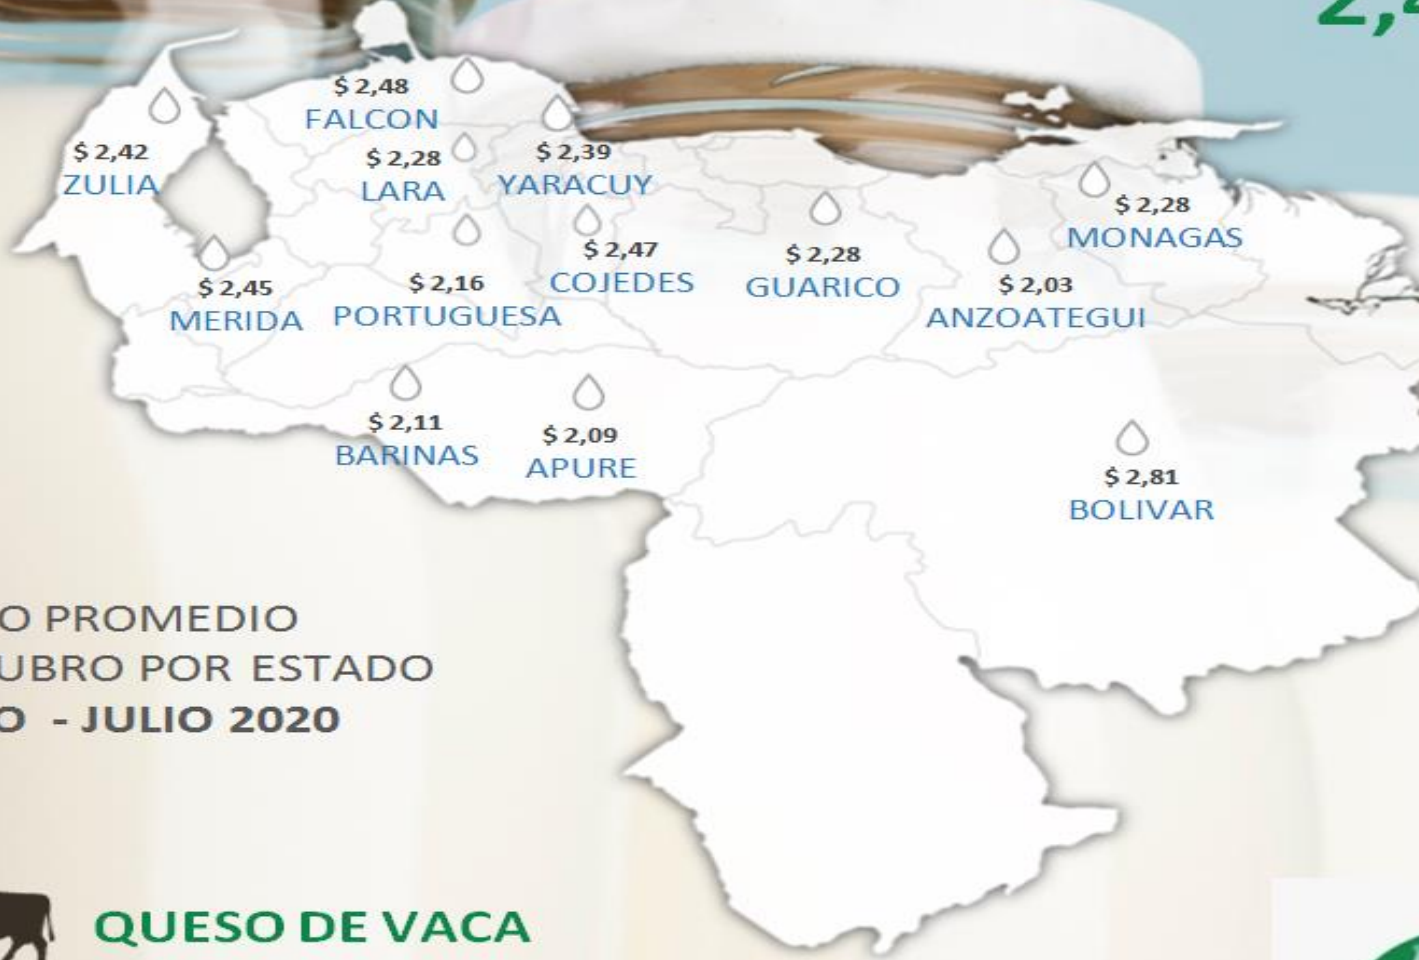 2,4
$ 2,48
FALCON
$ 2,42
ZULIA
$ 2,28
LARA
$ 2,39
YARACUY
$ 2,28
MONAGAS
$ 2,45
MERIDA
$ 2,16
PORTUGUESA
$ 2,47
COJEDES
$ 2,28
GUARICO
$ 2,03
ANZOATEGUI
$ 2,11
BARINAS
$ 2,09
APURE
$ 2,81
BOLIVAR
O PROMEDIO
UBRO POR ESTADO
O - JULIO 2020
QUESO DE VACA